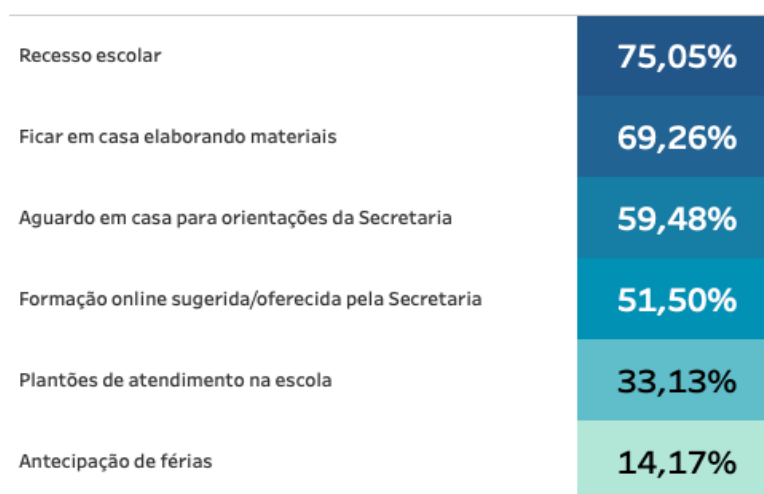 Recesso escolar 75,05%
Ficar em casa elaborando materiais 69,26%
Aguardo em casa para orientações da Secretaria 59,48%
Formação online sugerida/oferecida pela Secretaria 51,50%
Plantões de atendimento na escola 33,13%
Antecipação de férias 14,17%